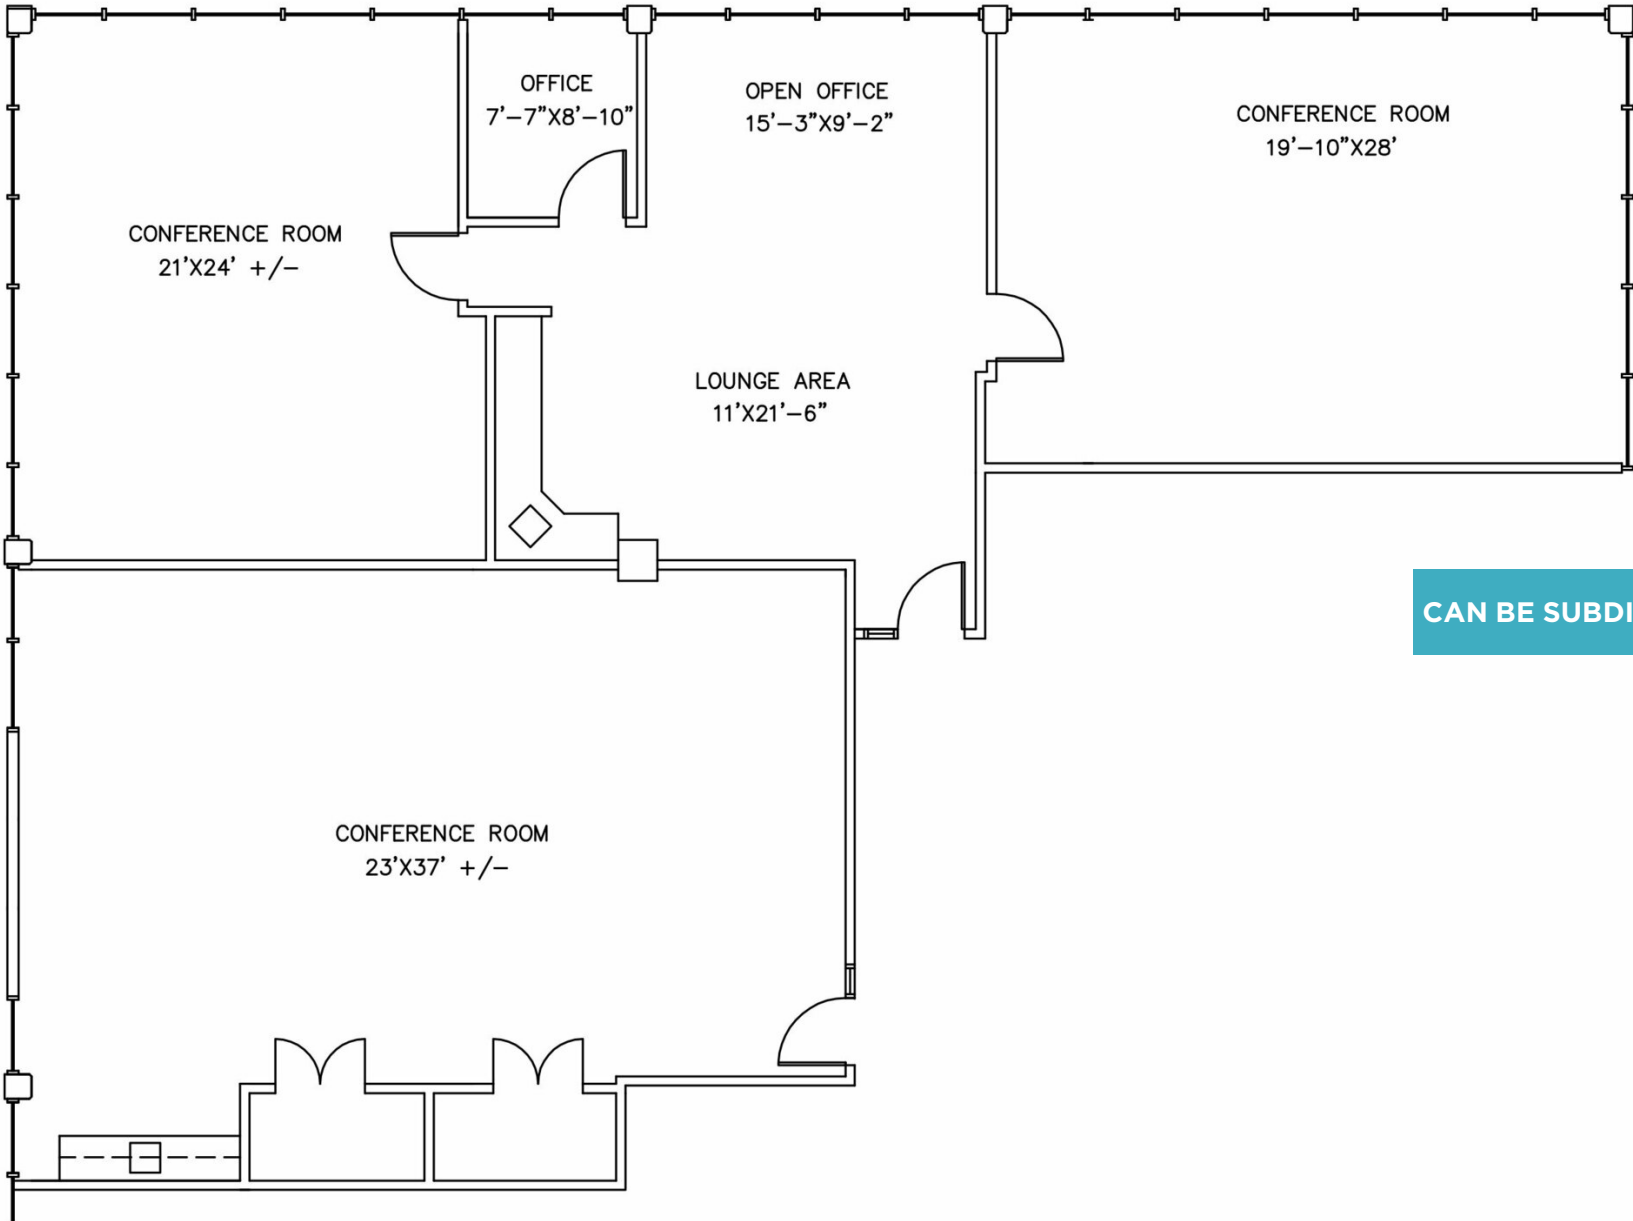 OFFICE
7'-7"X8'-10"
OPEN OFFICE
15'-3"X9'-2"
CONFERENCE ROOM
19'-10"X28'
CONFERENCE ROOM
21'X24' +/-
LOUNGE AREA
11'X21'-6"
CAN BE SUBDI
CONFERENCE ROOM
23'X37' +/-